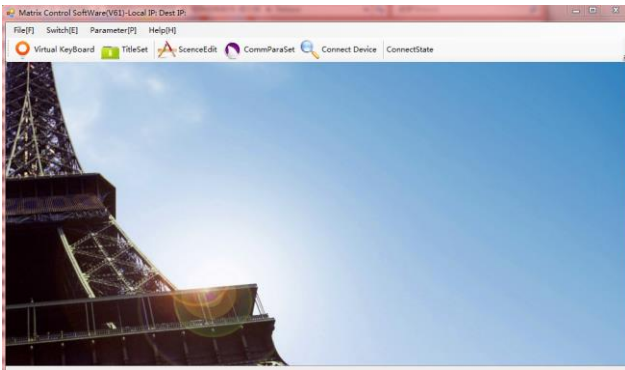 Matrix Control SoftWare(V61)-Local IP: Dest IP:
File[F] Switch[E] Parameter[P] Help[H]
Virtual KeyBoard TitleSet ScenceEdit CommParaSet Connect Device ConnectState